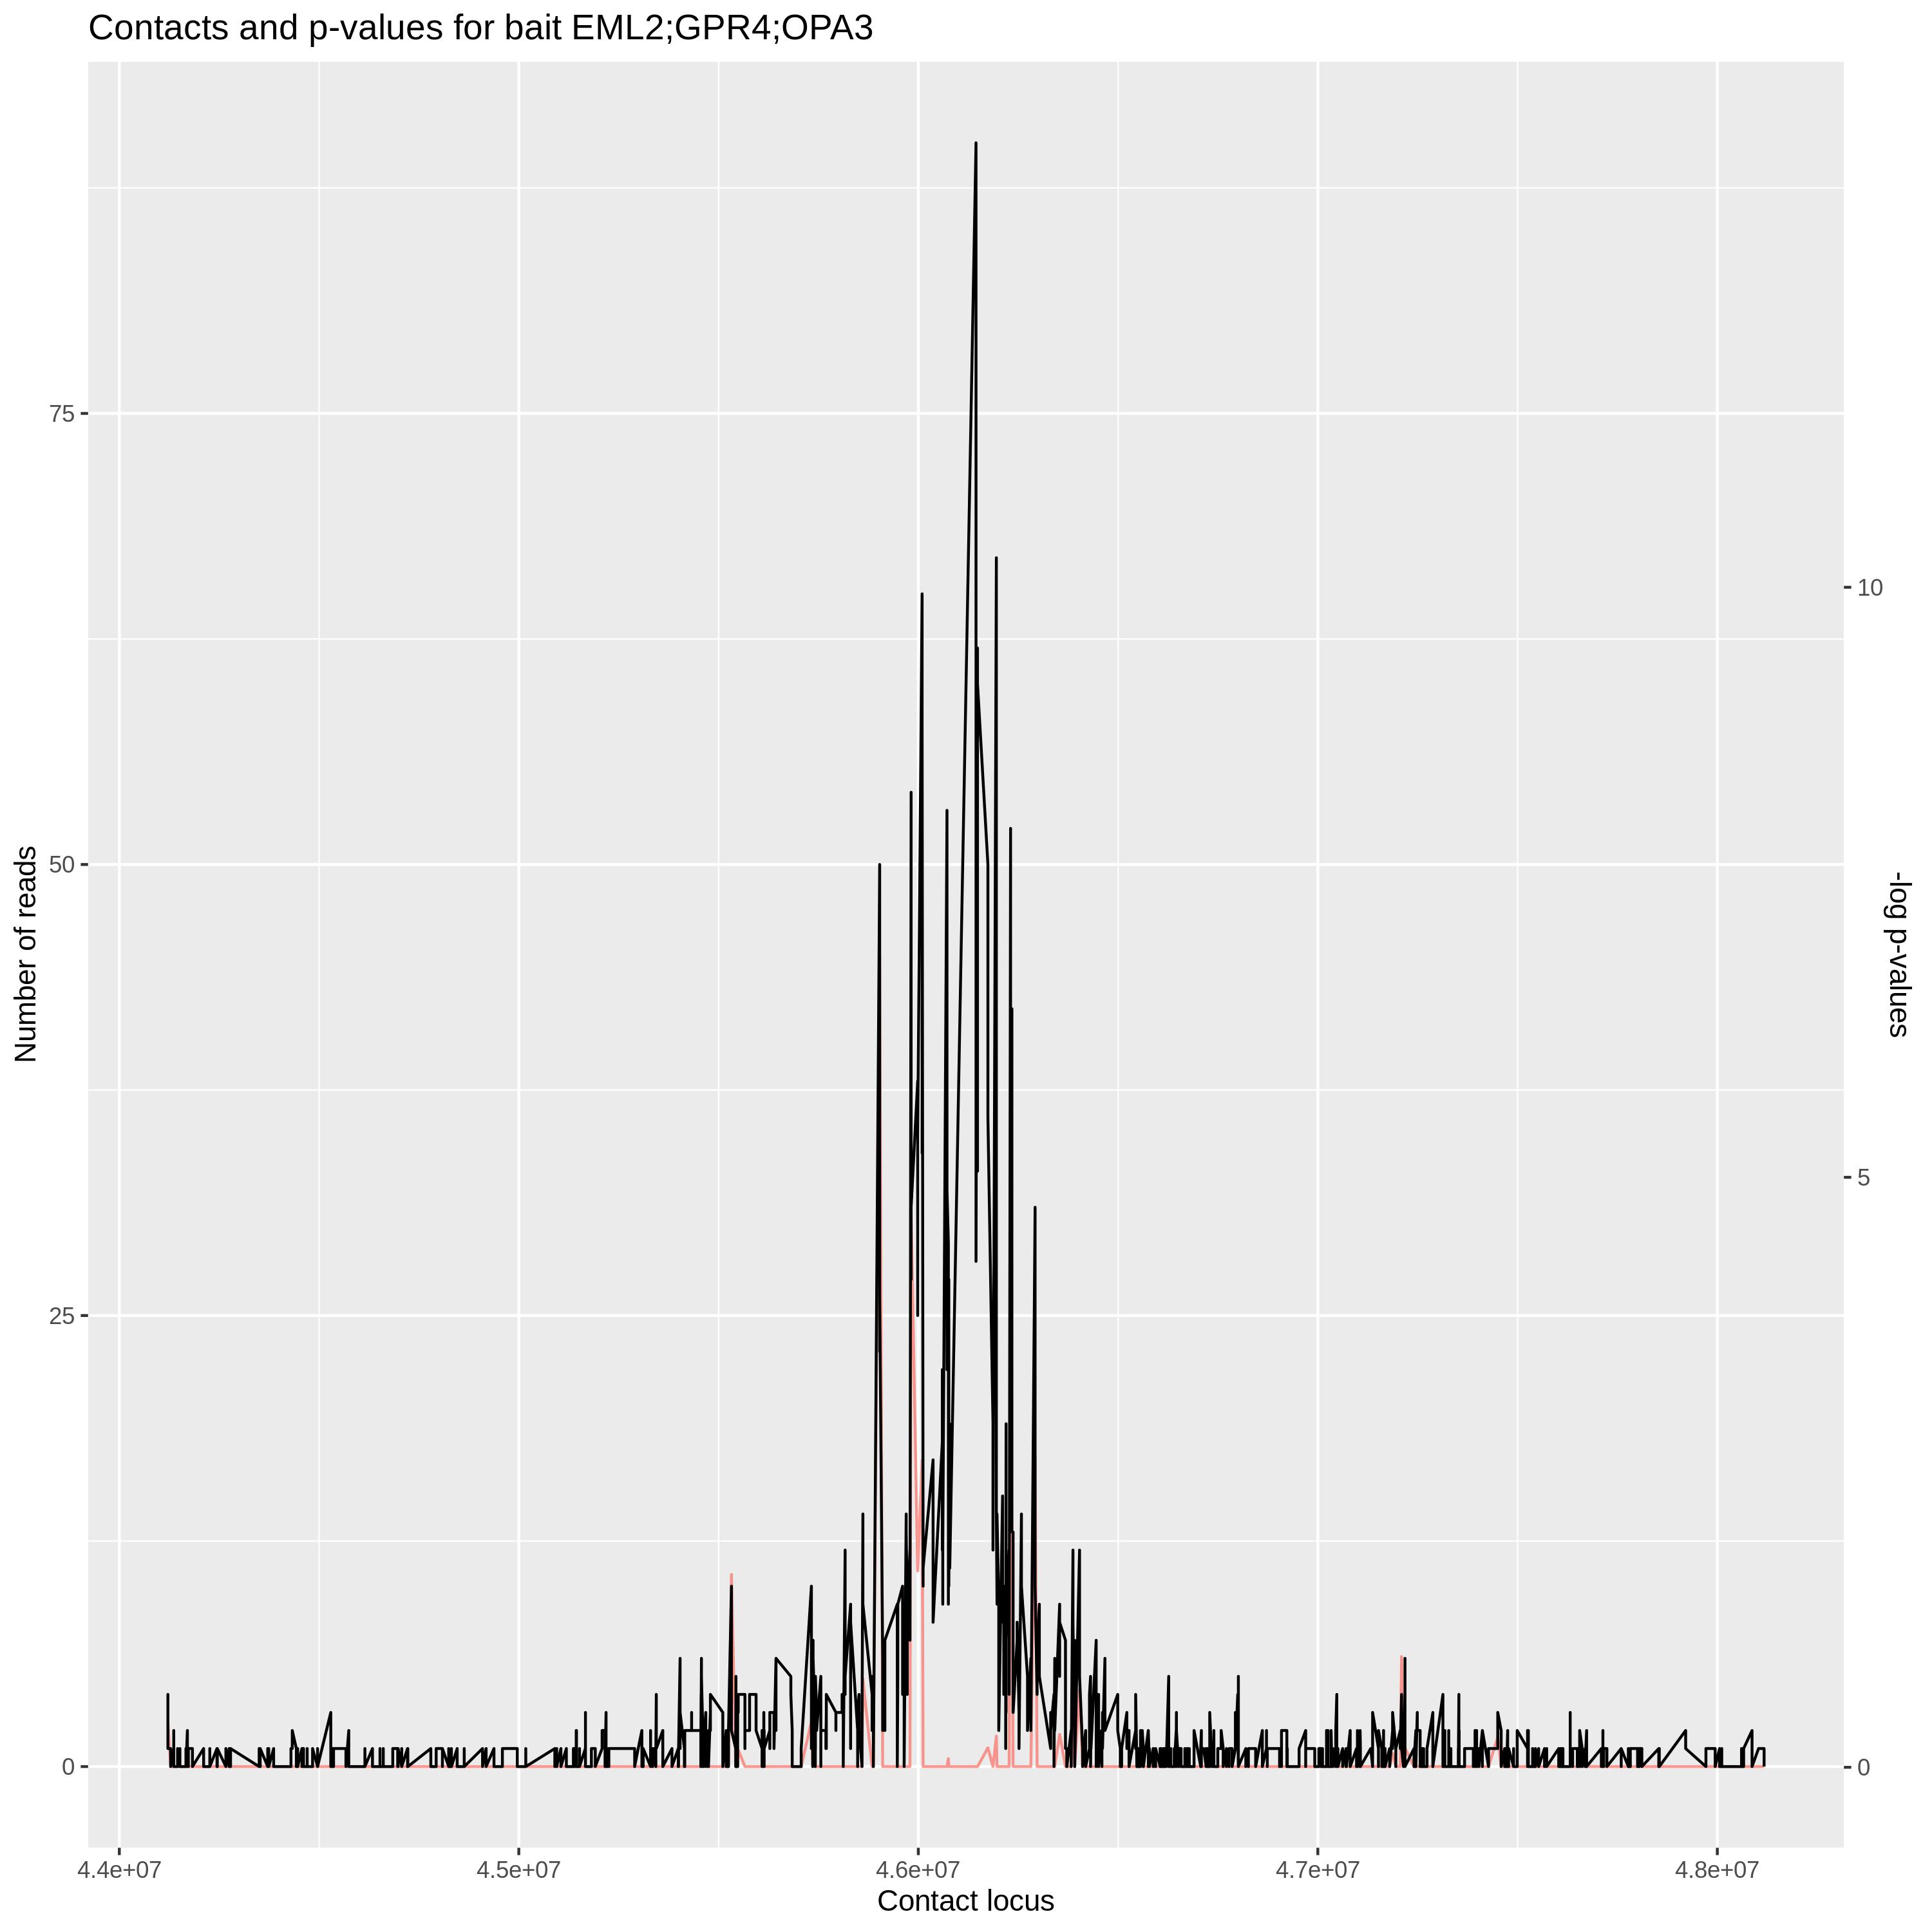 Contacts and p-values for bait EML2;GPR4;OPA3
Number of reads
75
50
25
0
10
5
0
-log p-values
4.4e+07
4.5e+07
4.6e+07
4.7e+07
4.8e+07
Contact locus